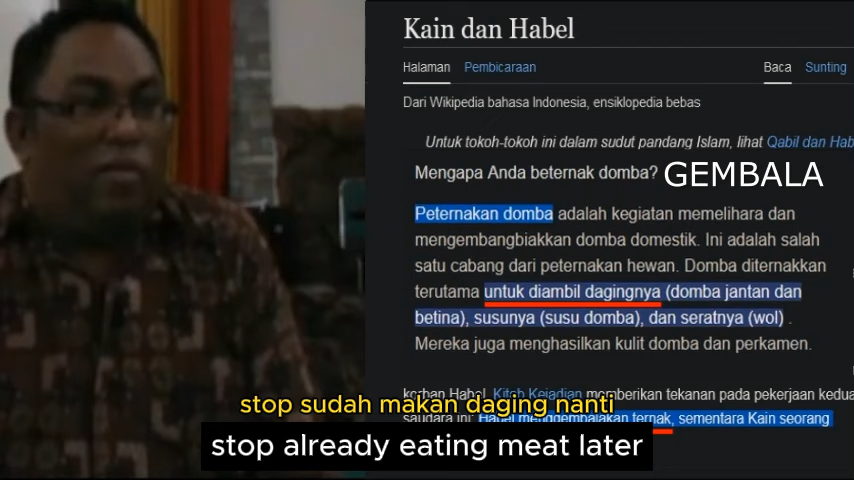 Kain dan Habel
Halaman Pembicaraan Baca Sunting
Dari Wikipedia bahasa Indonesia, ensiklopedia bebas
Untuk tokoh-tokoh ini dalam sudut pandang Islam, lihat Qabil dan Hab
Mengapa Anda beternak domba? GEMBALA
Peternakan domba adalah kegiatan memelihara dan
mengembangbiakkan domba domestik. Ini adalah salah
satu cabang dari peternakan hewan. Domba diternakkan
terutama untuk diambil dagingnya (domba jantan dan
betina), susunya (susu domba), dan seratnya (wol) .
Mereka juga menghasilkan kulit domba dan perkamen.
korban Habel. Kitab Kejadian memberikan tekanan pada pekerjaan kedua
stop sudah makan daging nanti
saudara ini: Habel menggembalakan ternak, sementara Kain seorang
stop already eating meat later